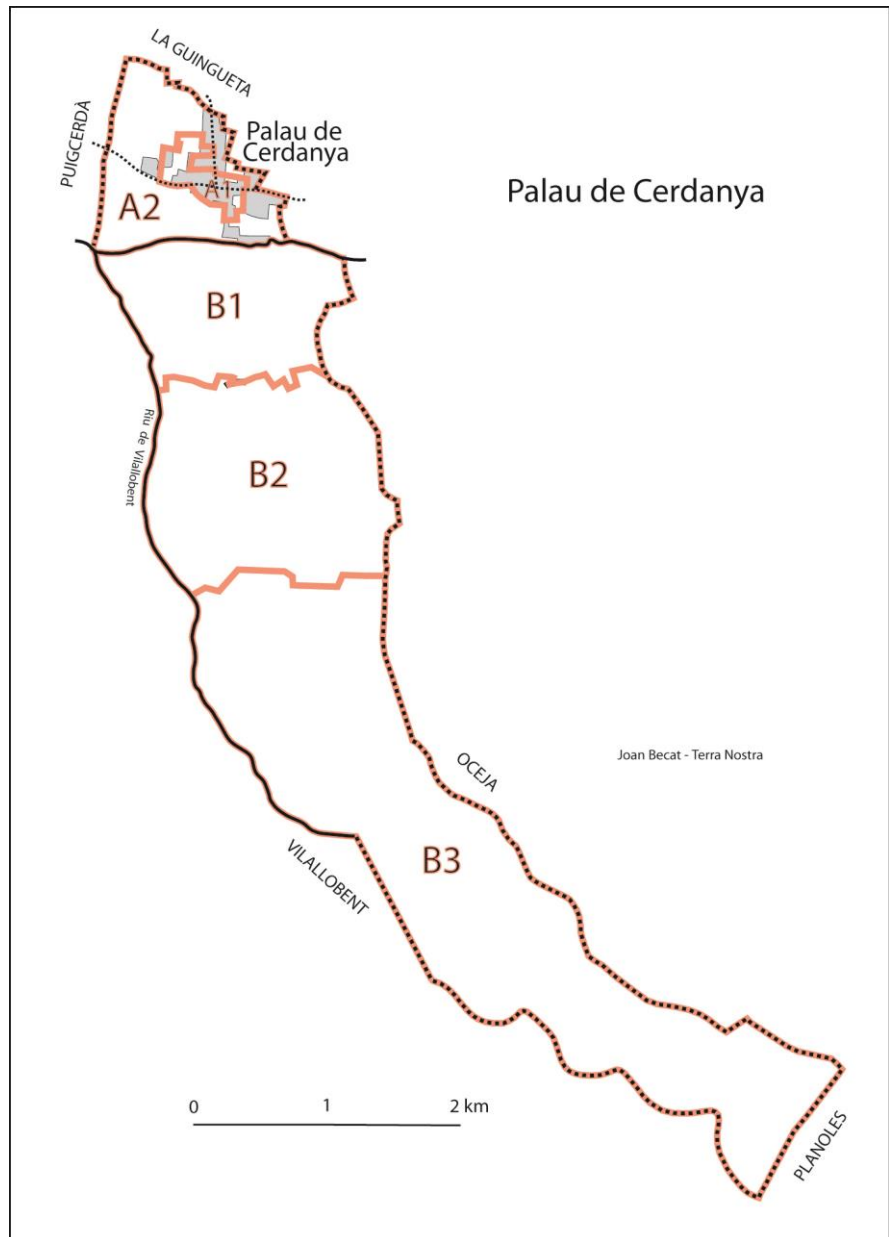 LA GUINGUETA
PUIGCERDÀ
Palau de
Cerdanya
Palau de Cerdanya
A1
A2
B1
Riu de Vilallobent
B2
Joan Becat - Terra Nostra
OCEJA
VILALLOBENT
B3
0 1 2 km
PLANOLES